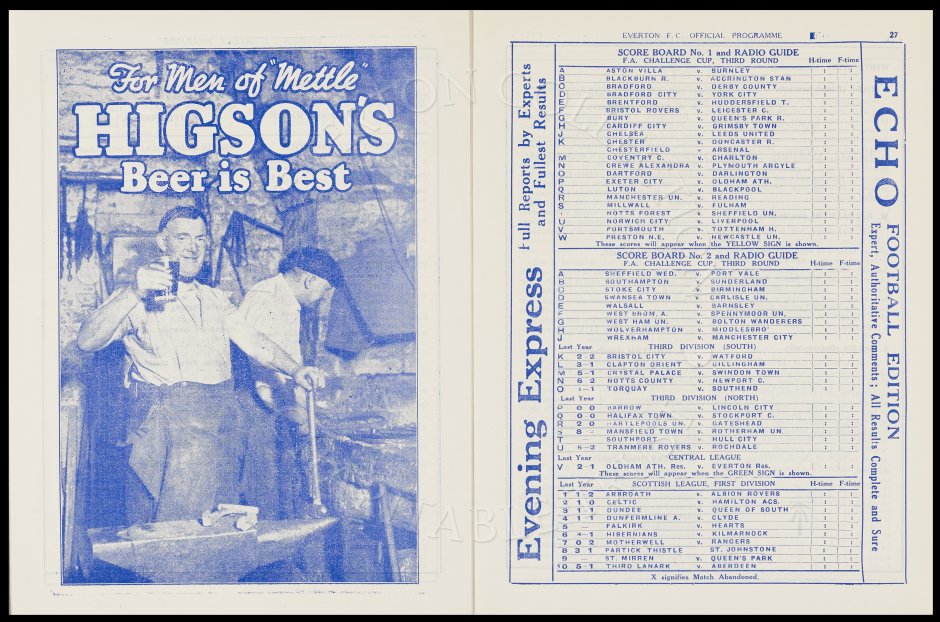 For Men of "Mettle"
HIGSON'S
Beer is Best
EVERTON F.C. OFFICIAL PROGRAMME 27
Full Reports by Experts
and Fullest Results
Evening Express
SCORE BOARD No. 1 and RADIO GUIDE
F.A. CHALLENGE CUP, THIRD ROUND H-time F-time
A ASTON VILLA v. BURNLEY : :
B BLACKBURN R. v. ACCRINGTON STAN : :
C BRADFORD v. DERBY COUNTY : :
D BRADFORD CITY v. YORK CITY : :
E BRENTFORD v. HUDDERSFIELD T. : :
F BRISTOL ROVERS v. LEICESTER C. : :
G BURY v. QUEEN'S PARK R. : :
H CARDIFF CITY v. GRIMSBY TOWN : :
J CHELSEA v. LEEDS UNITED : :
K CHESTER v. DONCASTER R. : :
CHESTERFIELD v. ARSENAL : :
M COVENTRY C. v. CHARLTON : :
N CREWE ALEXANDRA v. PLYMOUTH ARGYLE : :
O DARTFORD v. DARLINGTON : :
P EXETER CITY v. OLDHAM ATH. : :
Q LUTON v. BLACKPOOL : :
R MANCHESTER UN. v. READING : :
S MILLWALL v. FULHAM : :
NOTTS FOREST v. SHEFFIELD UN. : :
U NORWICH CITY v. LIVERPOOL : :
V PORTSMOUTH v. TOTTENHAM H. : :
W PRESTON N.E. v. NEWCASTLE UN. : :
These scores will appear when the YELLOW SIGN is shown.
SCORE BOARD No. 2 and RADIO GUIDE
F.A. CHALLENGE CUP, THIRD ROUND H-time F-time
A SHEFFIELD WED. v. PORT VALE : :
B SOUTHAMPTON v. SUNDERLAND : :
C STOKE CITY v. BIRMINGHAM : :
D SWANSEA TOWN v. CARLISLE UN. : :
E WALSALL v. BARNSLEY : :
F WEST BROM. A. v. SPENNYMOOR UN. : :
G WEST HAM UN. v. BOLTON WANDERERS : :
H WOLVERHAMPTON v. MIDDLESBRO' : :
J WREXHAM v. MANCHESTER CITY : :
Last Year THIRD DIVISION (SOUTH)
K 2 2 BRISTOL CITY v. WATFORD : :
L 3-1 CLAPTON ORIENT v. GILLINGHAM : :
M 5-1 CRYSTAL PALACE v. SWINDON TOWN : :
N 6 2 NOTTS COUNTY v. NEWPORT C. : :
O 1-1 TORQUAY v. SOUTHEND : :
Last Year THIRD DIVISION (NORTH)
P 0 0 BARROW v. LINCOLN CITY : :
Q 0 0 HALIFAX TOWN v. STOCKPORT C. : :
R 2 0 HARTLEPOOLS UN. v. GATESHEAD : :
S 8 - MANSFIELD TOWN v. ROTHERHAM UN. : :
T SOUTHPORT v. HULL CITY : :
U 5-2 TRANMERE ROVERS v. ROCHDALE : :
Last Year CENTRAL LEAGUE
V 2-1 OLDHAM ATH. Res. v. EVERTON Res. : :
These scores will appear when the GREEN SIGN is shown.
Last Year SCOTTISH LEAGUE, FIRST DIVISION H-time F-time
1 1 2 ARBROATH v. ALBION ROVERS : :
2 1 0 CELTIC v. HAMILTON ACS. : :
3 1-1 DUNDEE v. QUEEN OF SOUTH : :
4 1 1 DUNFERMLINE A. v. CLYDE : :
5 - FALKIRK v. HEARTS : :
6 -1 HIBERNIANS v. KILMARNOCK : :
7 0 2 MOTHERWELL v. RANGERS : :
8 3 1 PARTICK THISTLE ST. JOHNSTONE : :
9 ST. MIRREN v. QUEEN'S PARK : :
10 5-1 THIRD LANARK v. ABERDEEN : :
X signifies Match Abandoned.
ECHO FOOTBALL EDITION
Expert, Authoritative Comments; All Results Complete and Sure